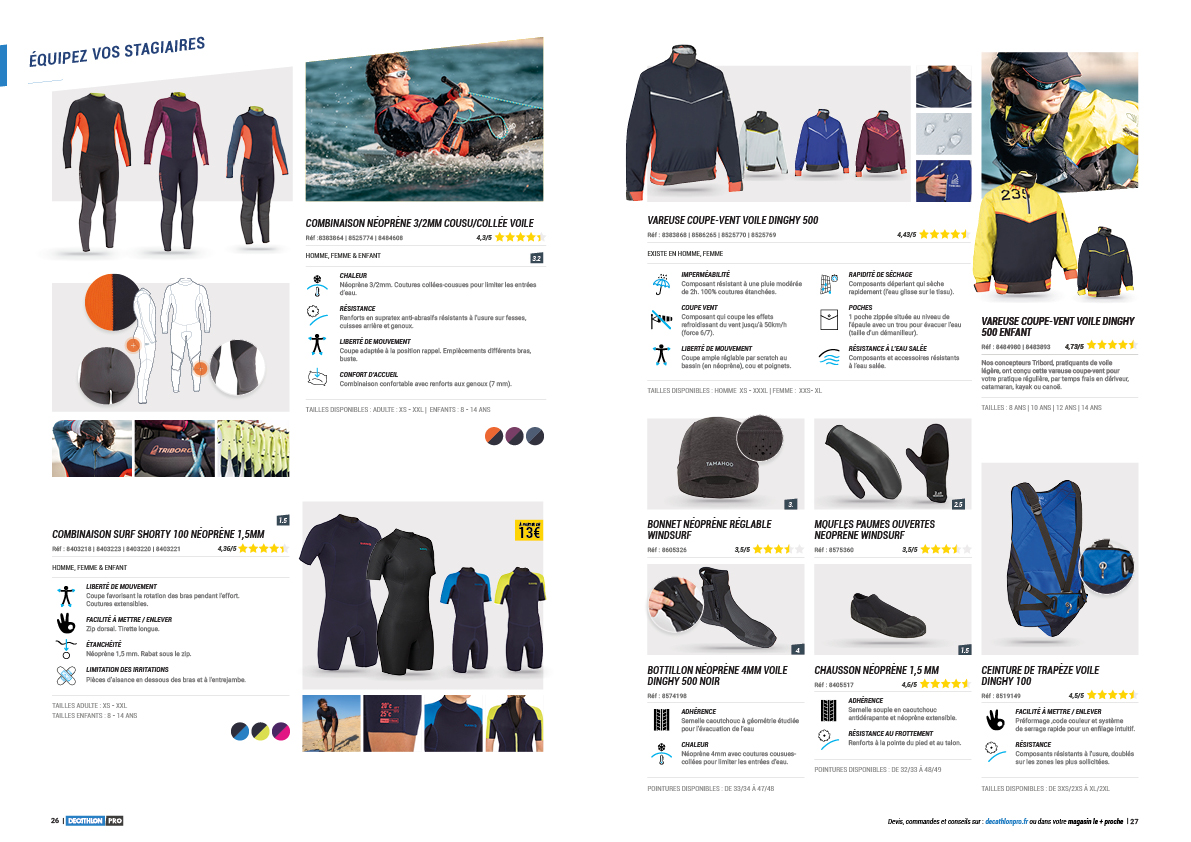 ÉQUIPEZ VOS STAGIAIRES
COMBINAISON NÉOPRÈNE 3/2MM COUSU/COLLÉE VOILE
Réf :8383864 | 8525774 | 8484608
4,3/5
HOMME, FEMME & ENFANT
3.2
CHALEUR
Néoprène 3/2mm. Coutures collées-cousues pour limiter les entrées
d'eau.
RÉSISTANCE
Renforts en supratex anti-abrasifs résistants à l'usure sur fesses,
cuisses arrière et genoux.
LIBERTÉ DE MOUVEMENT
Coupe adaptée à la position rappel. Emplècements différents bras,
buste.
CONFORT D'ACCUEIL
Combinaison confortable avec renforts aux genoux (7 mm).
TAILLES DISPONIBLES : ADULTE : XS - XXL | ENFANTS : 8 - 14 ANS
TRIBORD
1.5
COMBINAISON SURF SHORTY 100 NÉOPRÈNE 1,5MM
Réf : 8403218 | 8403223 | 8403220 | 8403221
4,36/5
HOMME, FEMME & ENFANT
LIBERTÉ DE MOUVEMENT
Coupe favorisant la rotation des bras pendant l'effort.
Coutures extensibles.
FACILITÉ À METTRE / ENLEVER
Zip dorsal. Tirette longue.
ÉTANCHÉITÉ
Néoprène 1,5 mm. Rabat sous le zip.
LIMITATION DES IRRITATIONS
Pièces d'aisance en dessous des bras et à l'entrejambe.
TAILLES ADULTE : XS - XXL
TAILLES ENFANTS : 8 - 14 ANS
À PARTIR DE
13€
20°c
25°c
26 | DECATHLON PRO
VAREUSE COUPE-VENT VOILE DINGHY 500
Réf : 8383868 | 8586265 | 8525770 | 8525769
4,43/5
EXISTE EN HOMME, FEMME
IMPERMÉABILITÉ
Composant résistant à une pluie modérée
de 2h. 100% coutures étanchées.
COUPE VENT
Composant qui coupe les effets
refroidissant du vent jusqu'à 50km/h
(force 6/7).
LIBERTÉ DE MOUVEMENT
Coupe ample réglable par scratch au
bassin (en néoprène), cou et poignets.
RAPIDITÉ DE SÉCHAGE
Composants déperlant qui sèche
rapidement (l'eau glisse sur le tissu).
POCHES
1 poche zippée située au niveau de
l'épaule avec un trou pour évacuer l'eau
(taille d'un démanilleur).
RÉSISTANCE À L'EAU SALÉE
Composants et accessoires résistants
à l'eau salée.
TAILLES DISPONIBLES : HOMME XS - XXXL | FEMME : XXS- XL
235
VAREUSE COUPE-VENT VOILE DINGHY
500 ENFANT
Réf : 8484980 | 8483893
4,73/5
Nos concepteurs Tribord, pratiquants de voile
légère, ont conçu cette vareuse coupe-vent pour
votre pratique régulière, par temps frais en dériveur,
catamaran, kayak ou canoë.
TAILLES : 8 ANS | 10 ANS | 12 ANS | 14 ANS
TAMAHOO
3.
BONNET NÉOPRÈNE RÉGLABLE
WINDSURF
Réf : 8605326
3,5/5
2.5
MOUFLES PAUMES OUVERTES
NEOPRENE WINDSURF
Réf : 8575360
3,5/5
4.
BOTTILLON NÉOPRÈNE 4MM VOILE
DINGHY 500 NOIR
Réf : 8574198
ADHÉRENCE
Semelle caoutchouc à géométrie étudiée
pour l'évacuation de l'eau
CHALEUR
Néoprène 4mm avec coutures cousues-
collées pour limiter les entrées d'eau.
POINTURES DISPONIBLES : DE 33/34 À 47/48
1.5
CHAUSSON NÉOPRÈNE 1,5 MM
Réf : 8405517
4,6/5
ADHÉRENCE
Semelle souple en caoutchouc
antidérapante et néoprène extensible.
RÉSISTANCE AU FROTTEMENT
Renforts à la pointe du pied et au talon.
POINTURES DISPONIBLES : DE 32/33 À 48/49
CEINTURE DE TRAPÈZE VOILE
DINGHY 100
Réf : 8519149
4,5/5
FACILITÉ À METTRE / ENLEVER
Préformage ,code couleur et système
de serrage rapide pour un enfilage intuitif.
RÉSISTANCE
Composants résistants à l'usure, doublés
sur les zones les plus sollicitées.
TAILLES DISPONIBLES : DE 3XS/2XS À XL/2XL
Devis, commandes et conseils sur : decathlonpro.fr ou dans votre magasin le + proche | 27